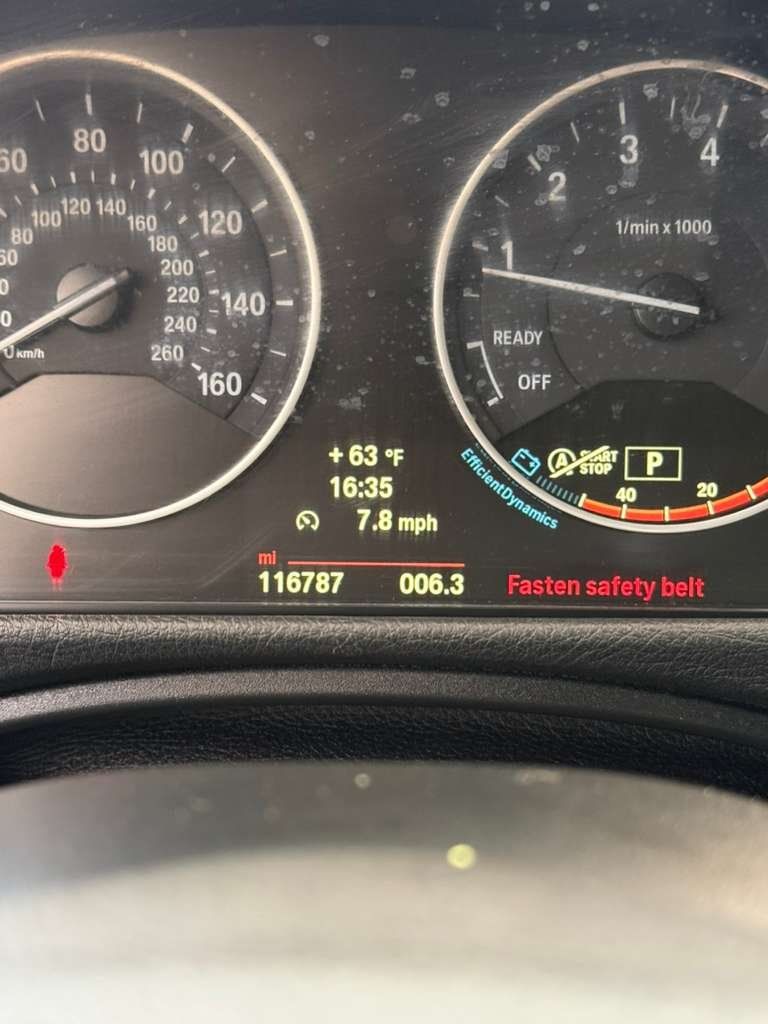 80
60
100
120
140
160
80
100
120
140
160
180
200
220
240
260
km/h
1
2
3
4
1/min x 1000
READY
OFF
+ 63 °F
16:35
7.8 mph
mi
116787 006.3
EfficientDynamics
A START
STOP
P
40
20
Fasten safety belt